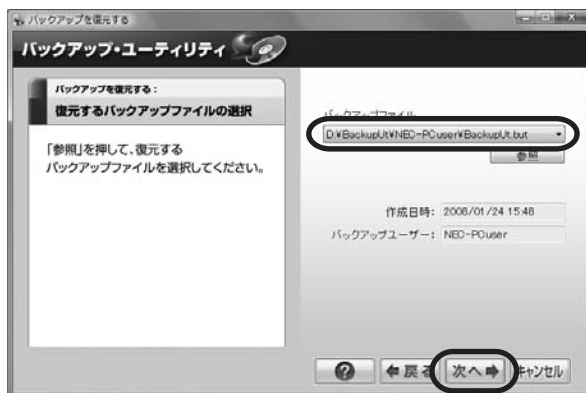 バックアップを復元する
バックアップ・ユーティリティ
バックアップを復元する：
復元するバックアップファイルの選択
「参照」を押して、復元する
バックアップファイルを選択してください。
バックアップファイル
D:¥BackupUt¥NEC-PCuser¥BackupUt.but
参照
作成日時： 2008/01/24 15:48
バックアップユーザー： NEC-PCuser
戻る
次へ
キャンセル